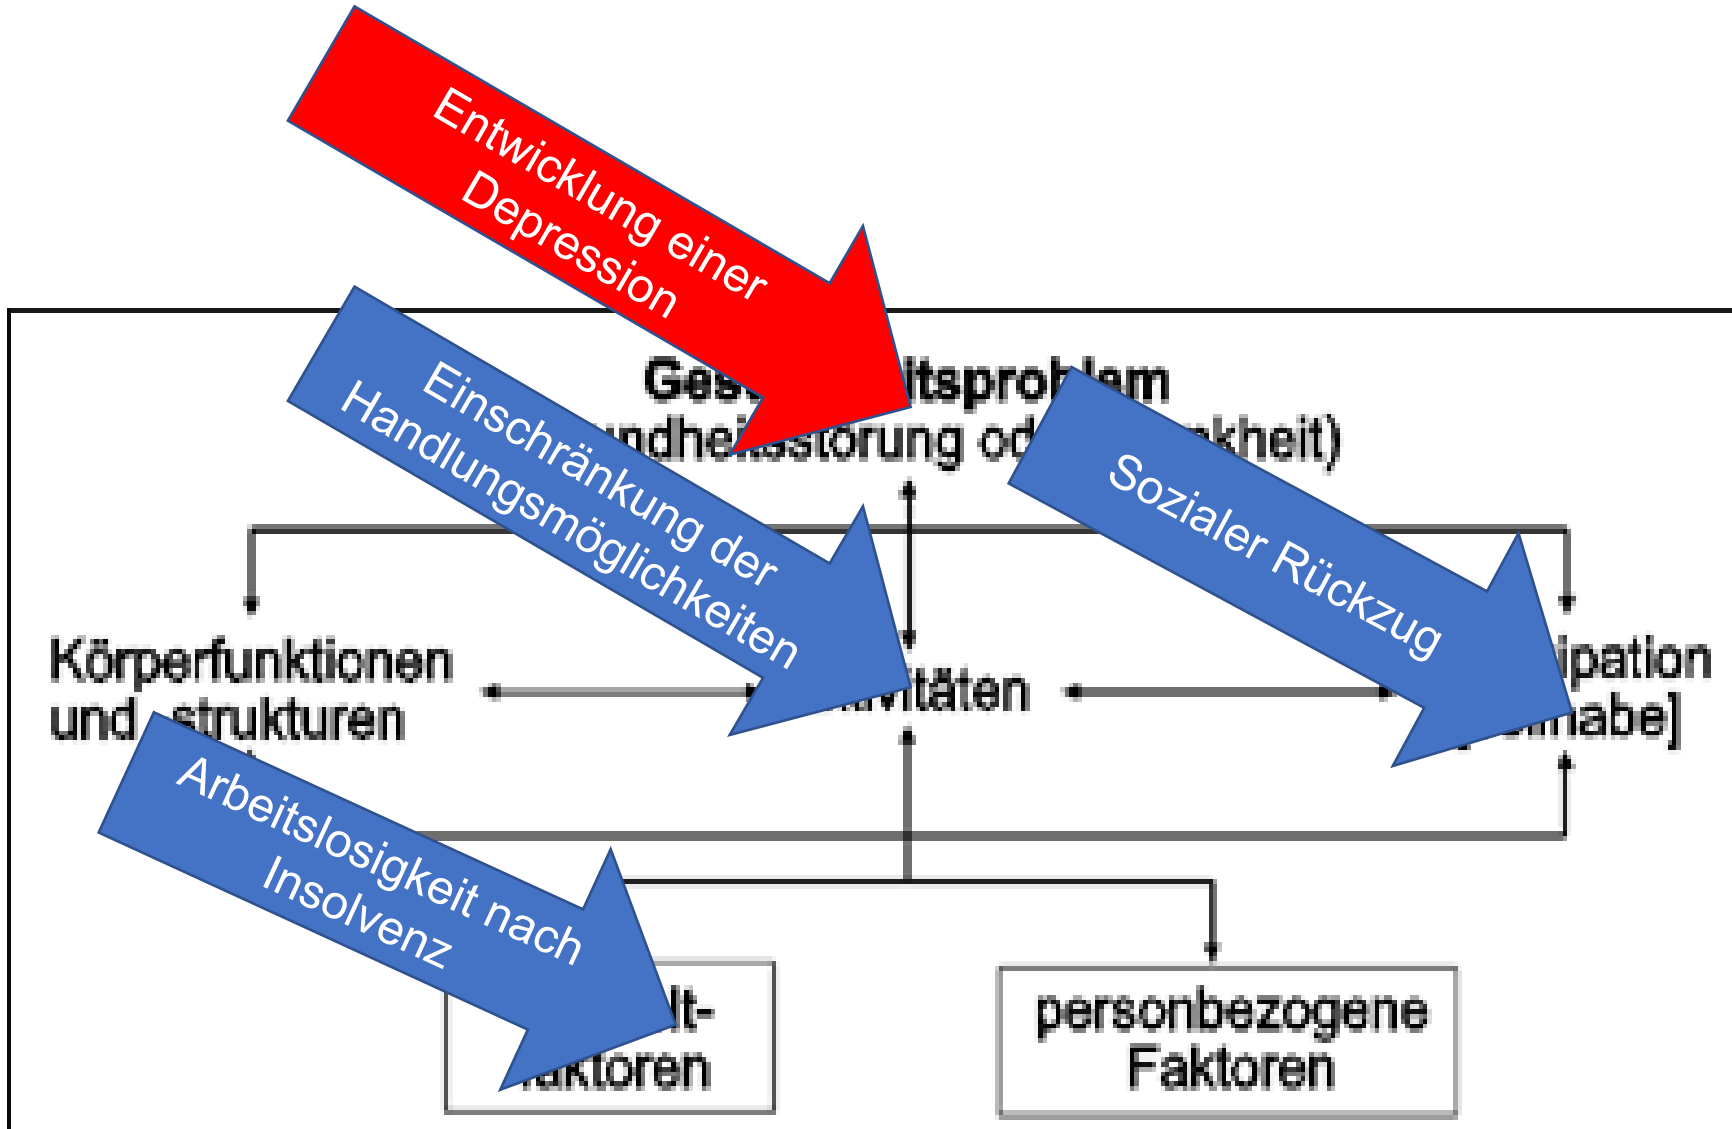 Entwicklung einer
Depression
Einschränkung der
Handlungsmöglichkeiten
Sozialer Rückzug
Körperfunktionen
und strukturen
Arbeitslosigkeit nach
Insolvenz
personbezogene
Faktoren